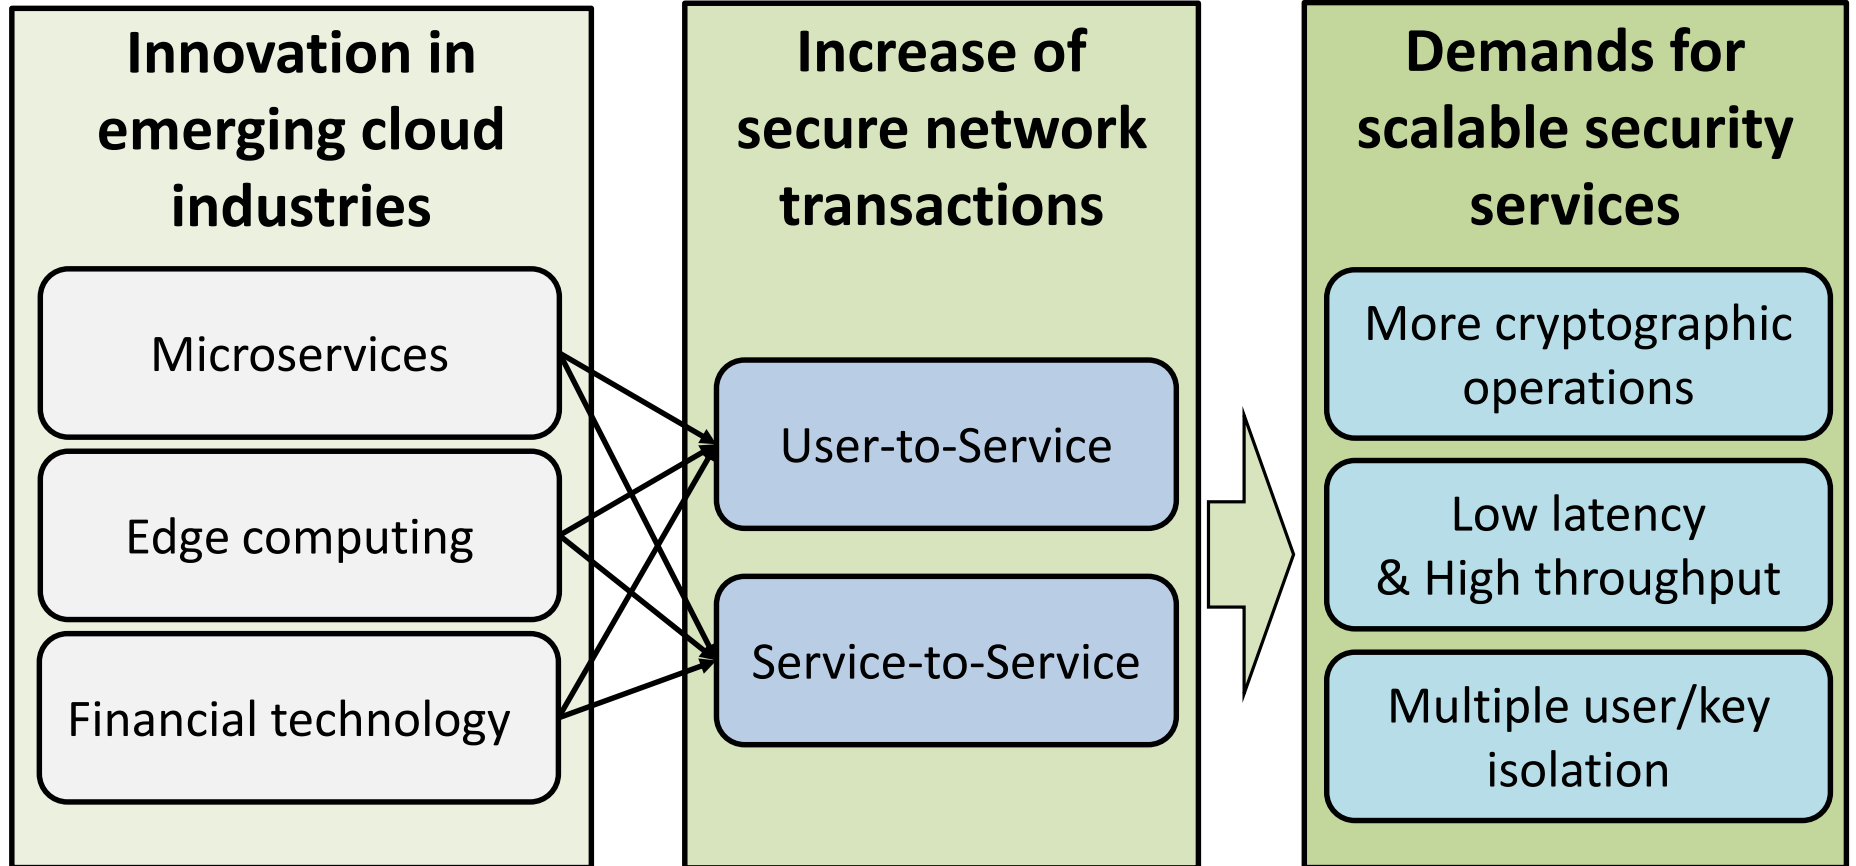 Innovation in
emerging cloud
industries
Microservices
Edge computing
Financial technology
Increase of
secure network
transactions
User-to-Service
Service-to-Service
Demands for
scalable security
services
More cryptographic
operations
Low latency
& High throughput
Multiple user/key
isolation